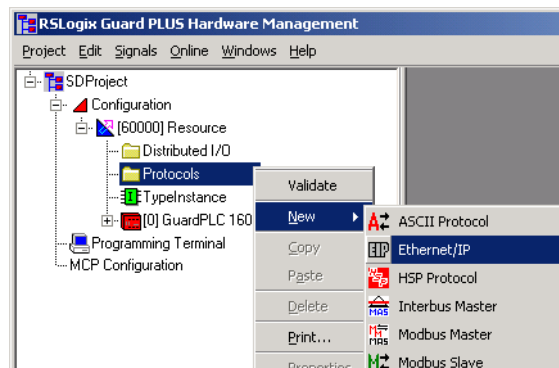 RSLogix Guard PLUS Hardware Management
Project Edit Signals Online Windows Help
SDProject
Configuration
[60000] Resource
Distributed I/O
Protocols
TypeInstance
[0] GuardPLC 160
Programming Terminal
MCP Configuration
Validate
New
Copy
Paste
Delete
Print...
Properties
ASCII Protocol
Ethernet/IP
HSP Protocol
Interbus Master
Modbus Master
Modbus Slave